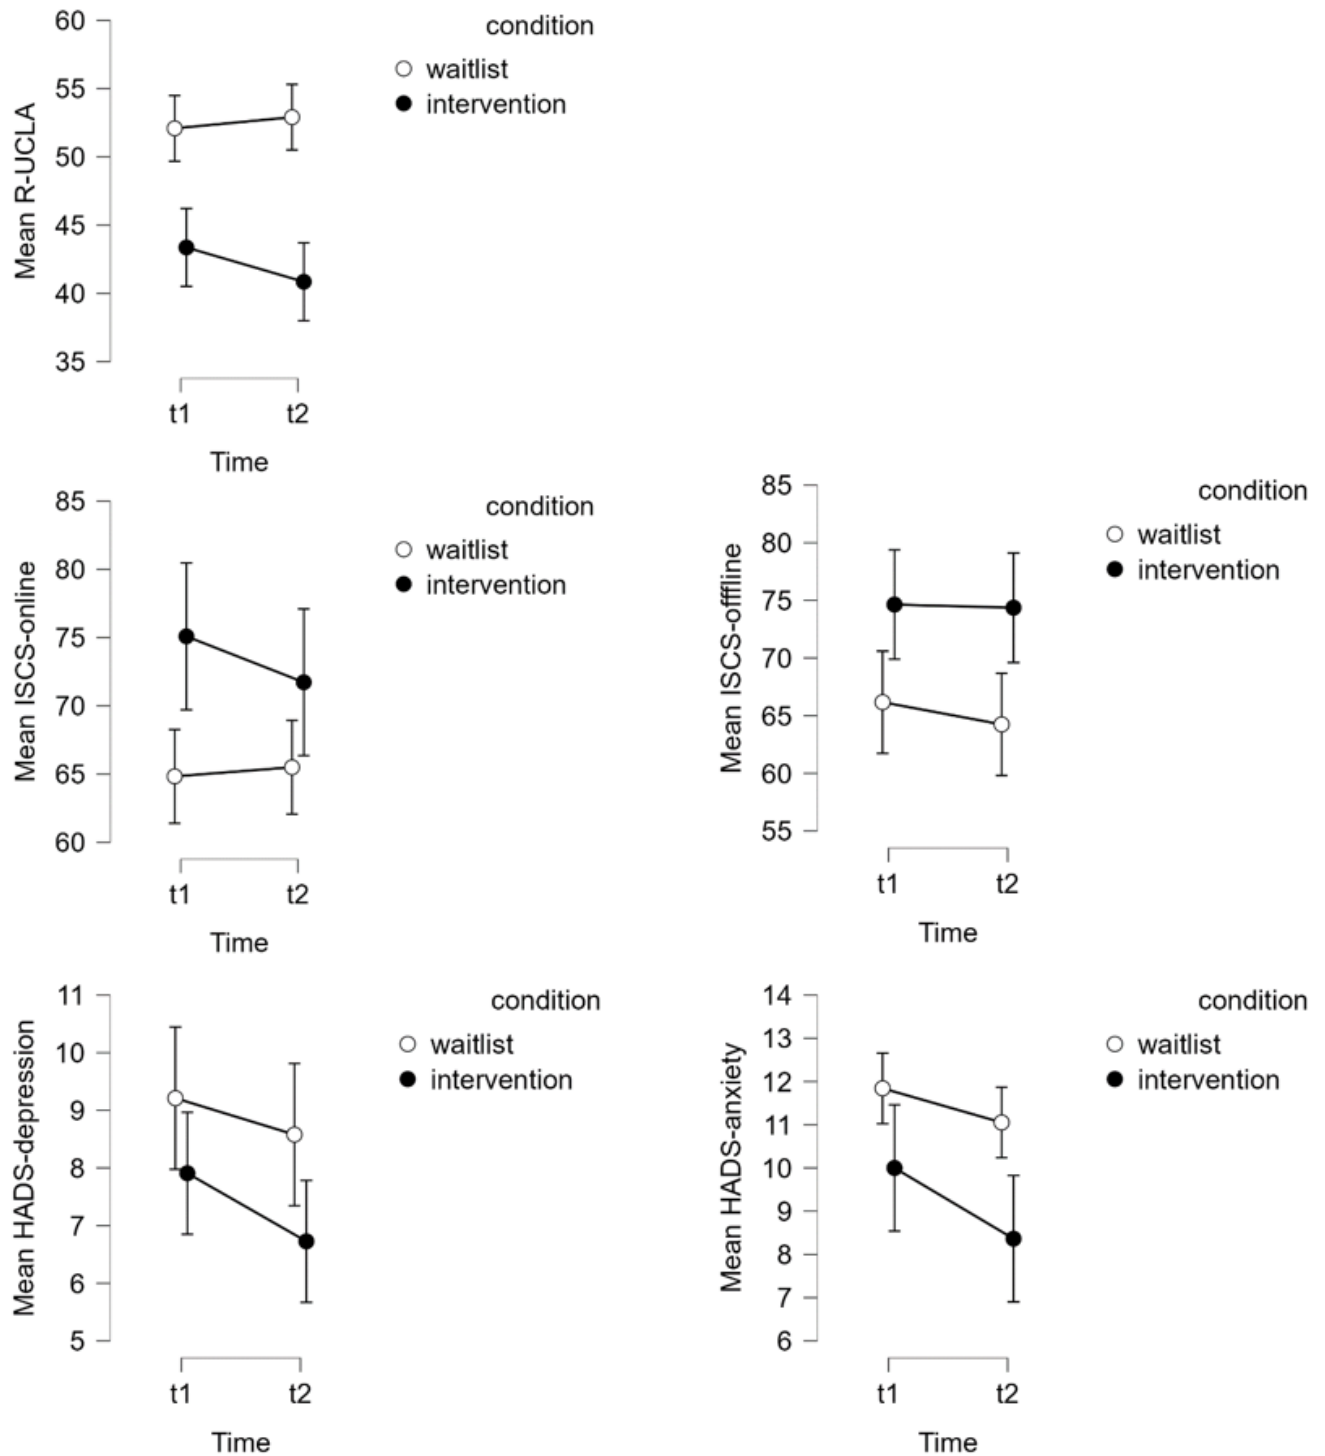 60
55
50
45
40
35
Mean R-UCLA
condition
waitlist
intervention
t1
t2
Time
85
80
75
70
65
60
Mean ISCS-online
condition
waitlist
intervention
t1
t2
Time
85
80
75
70
65
60
55
Mean ISCS-offfline
condition
waitlist
intervention
t1
t2
Time
11
10
9
8
7
6
5
Mean HADS-depression
condition
waitlist
intervention
t1
t2
Time
14
13
12
11
10
9
8
7
6
Mean HADS-anxiety
condition
waitlist
intervention
t1
t2
Time